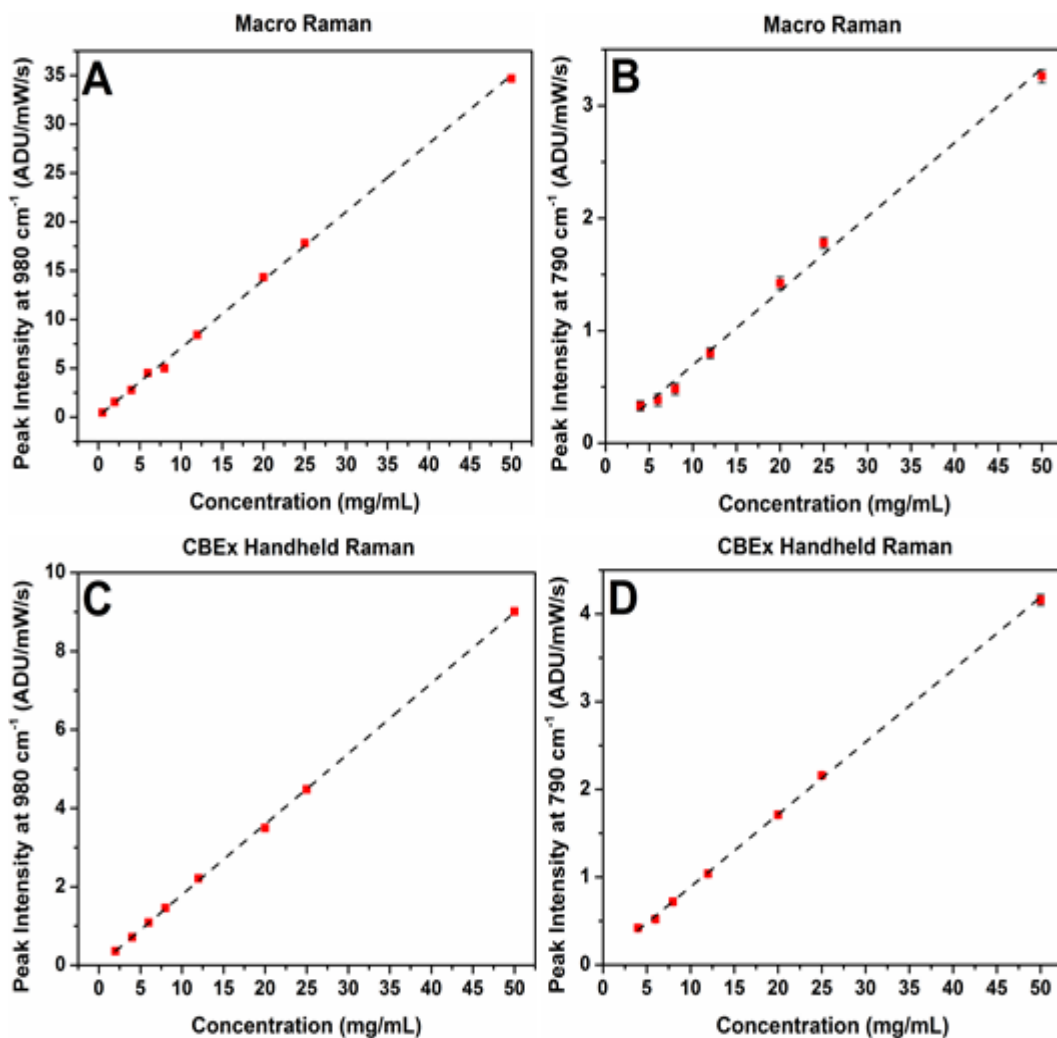 Macro Raman
A
Peak Intensity at 980 cm⁻¹ (ADU/mW/s)
35
30
25
20
15
10
5
0
0 5 10 15 20 25 30 35 40 45 50
Concentration (mg/mL)
Macro Raman
B
Peak Intensity at 790 cm⁻¹ (ADU/mW/s)
3
2
1
0
0 5 10 15 20 25 30 35 40 45 50
Concentration (mg/mL)
CBEx Handheld Raman
C
Peak Intensity at 980 cm⁻¹ (ADU/mW/s)
10
8
6
4
2
0
0 5 10 15 20 25 30 35 40 45 50
Concentration (mg/mL)
CBEx Handheld Raman
D
Peak Intensity at 790 cm⁻¹ (ADU/mW/s)
4
3
2
1
0
0 5 10 15 20 25 30 35 40 45 50
Concentration (mg/mL)